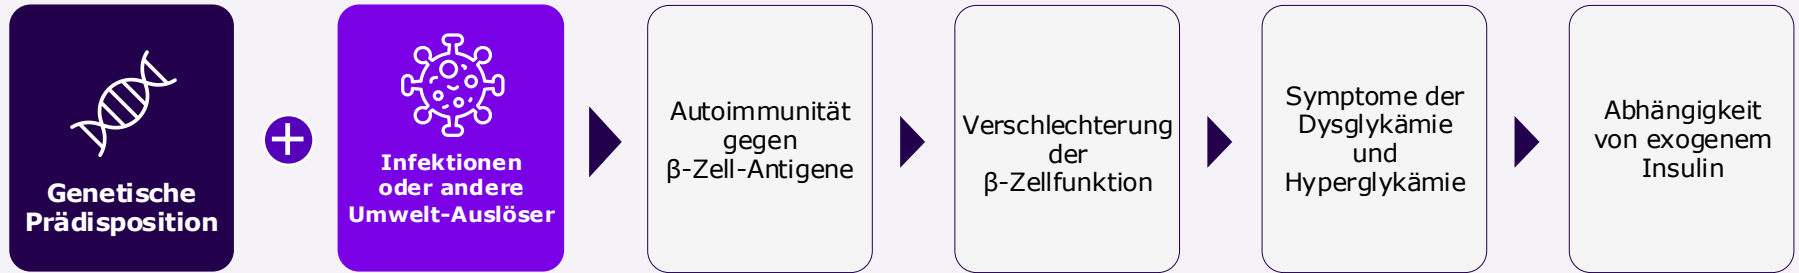 Genetische
Prädisposition
Infektionen
oder andere
Umwelt-Auslöser
Autoimmunität
gegen
β-Zell-Antigene
Verschlechterung
der
β-Zellfunktion
Symptome der
Dysglykämie
und
Hyperglykämie
Abhängigkeit
von exogenem
Insulin